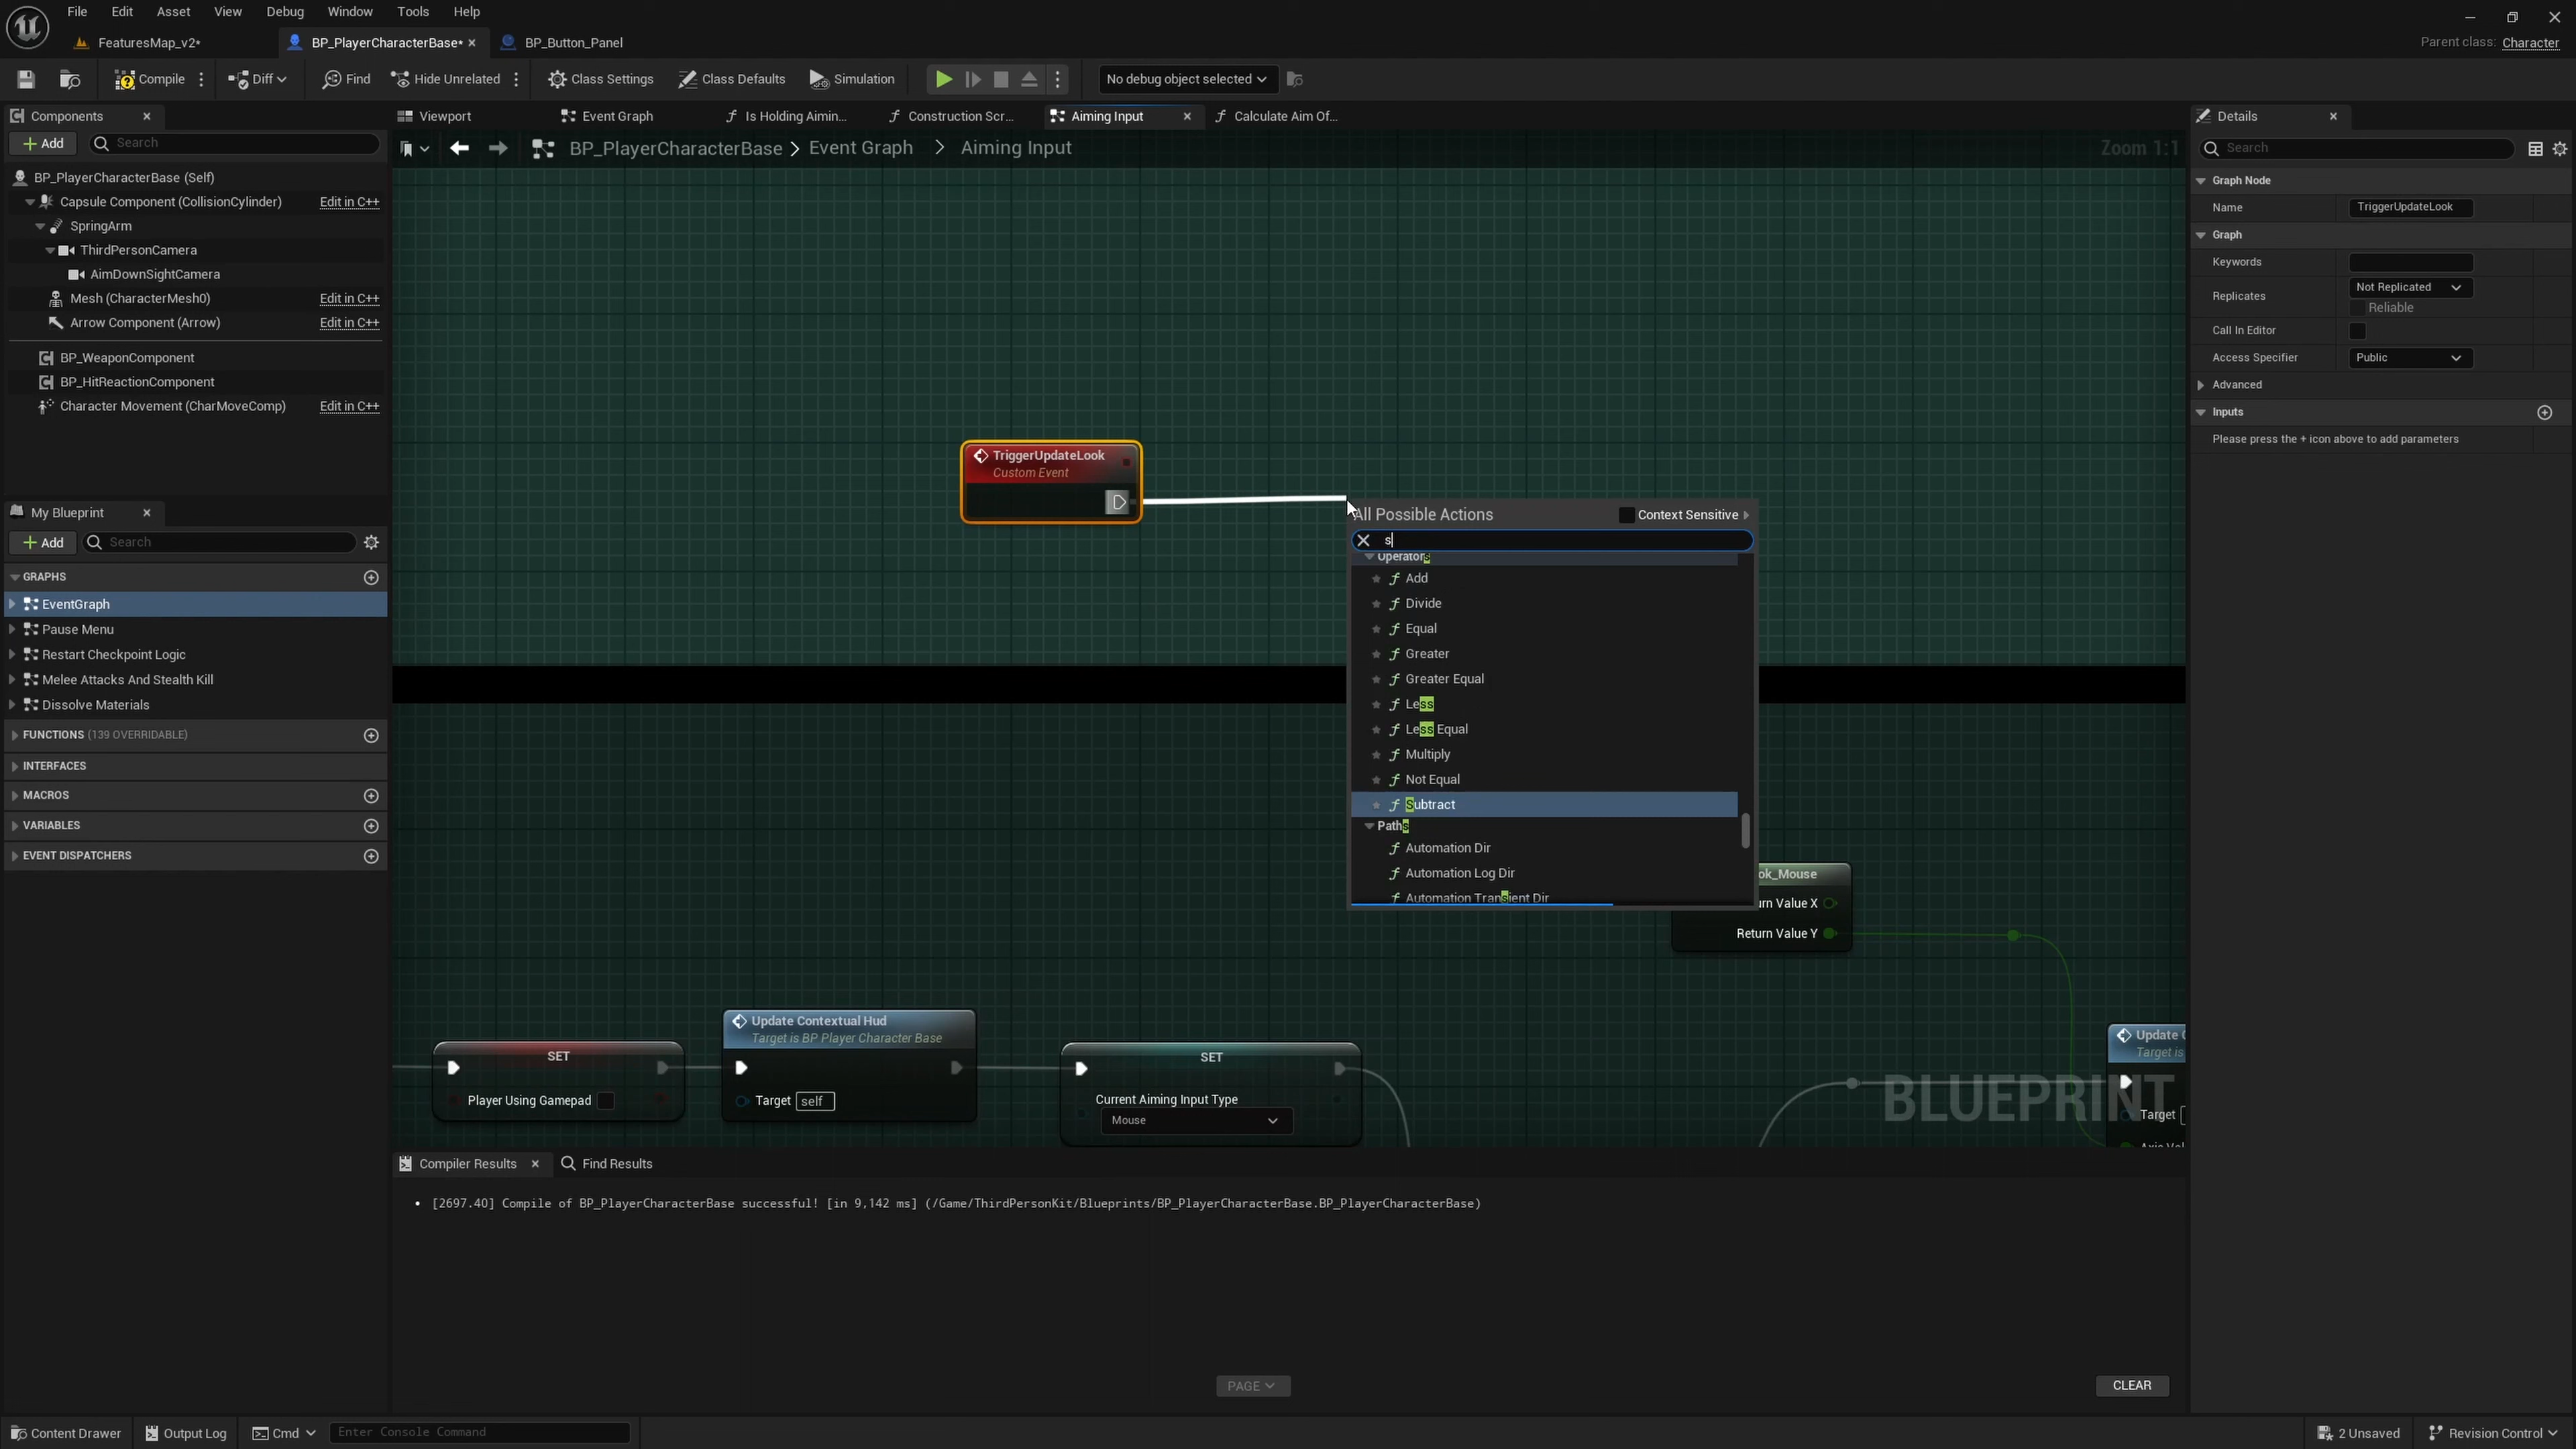 File Edit Asset View Debug Window Tools Help
FeaturesMap_v2* BP_PlayerCharacterBase* BP_Button_Panel
Parent class: Character
Compile Diff Find Hide Unrelated Class Settings Class Defaults Simulation No debug object selected
Components
Viewport Event Graph Is Holding Aimin... Construction Scr... Aiming Input Calculate Aim Of...
Details
Add Search
BP_PlayerCharacterBase > Event Graph > Aiming Input
Zoom 1:1
Search
BP_PlayerCharacterBase (Self)
Capsule Component (CollisionCylinder) Edit in C++
SpringArm
ThirdPersonCamera
AimDownSightCamera
Mesh (CharacterMesh0) Edit in C++
Arrow Component (Arrow) Edit in C++
BP_WeaponComponent
BP_HitReactionComponent
Character Movement (CharMoveComp) Edit in C++
My Blueprint
Add Search
GRAPHS
EventGraph
Pause Menu
Restart Checkpoint Logic
Melee Attacks And Stealth Kill
Dissolve Materials
FUNCTIONS (139 OVERRIDABLE)
INTERFACES
MACROS
VARIABLES
EVENT DISPATCHERS
TriggerUpdateLook
Custom Event
All Possible Actions Context Sensitive
s
Operators
Add
Divide
Equal
Greater
Greater Equal
Less
Less Equal
Multiply
Not Equal
Subtract
Paths
Automation Dir
Automation Log Dir
Automation Transient Dir
ok_Mouse
urn Value X
Return Value Y
SET
Player Using Gamepad
Update Contextual Hud
Target is BP Player Character Base
Target self
SET
Current Aiming Input Type
Mouse
Update C
Target is
Target
Axis Val
BLUEPRINT
Graph Node
Name TriggerUpdateLook
Graph
Keywords
Replicates Not Replicated
Reliable
Call In Editor
Access Specifier Public
Advanced
Inputs
Please press the + icon above to add parameters
Compiler Results Find Results
[2697.40] Compile of BP_PlayerCharacterBase successful! [in 9,142 ms] (/Game/ThirdPersonKit/Blueprints/BP_PlayerCharacterBase.BP_PlayerCharacterBase)
PAGE
CLEAR
Content Drawer Output Log Cmd Enter Console Command 2 Unsaved Revision Control